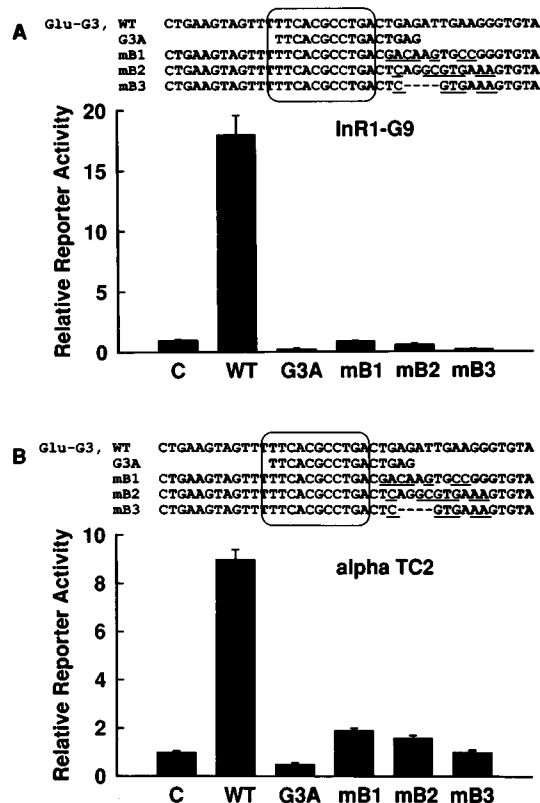 A
Glu-G3, WT CTGAAGTAGTTTTTCACGCCTGACTGAGATTGAAGGGTGTA
G3A TTCACGCCTGACTGAG
mB1 CTGAAGTAGTTTTTCACGCCTGACGACAAGTGCCGGGTGTA
mB2 CTGAAGTAGTTTTTCACGCCTGACTCAGGCGTGAAAGTGTA
mB3 CTGAAGTAGTTTTTCACGCCTGACTC----GTGAAAGTGTA
InR1-G9
Relative Reporter Activity
20
15
10
5
0
C WT G3A mB1 mB2 mB3
B
Glu-G3, WT CTGAAGTAGTTTTTCACGCCTGACTGAGATTGAAGGGTGTA
G3A TTCACGCCTGACTGAG
mB1 CTGAAGTAGTTTTTCACGCCTGACGACAAGTGCCGGGTGTA
mB2 CTGAAGTAGTTTTTCACGCCTGACTCAGGCGTGAAAGTGTA
mB3 CTGAAGTAGTTTTTCACGCCTGACTC----GTGAAAGTGTA
alpha TC2
Relative Reporter Activity
10
8
6
4
2
0
C WT G3A mB1 mB2 mB3